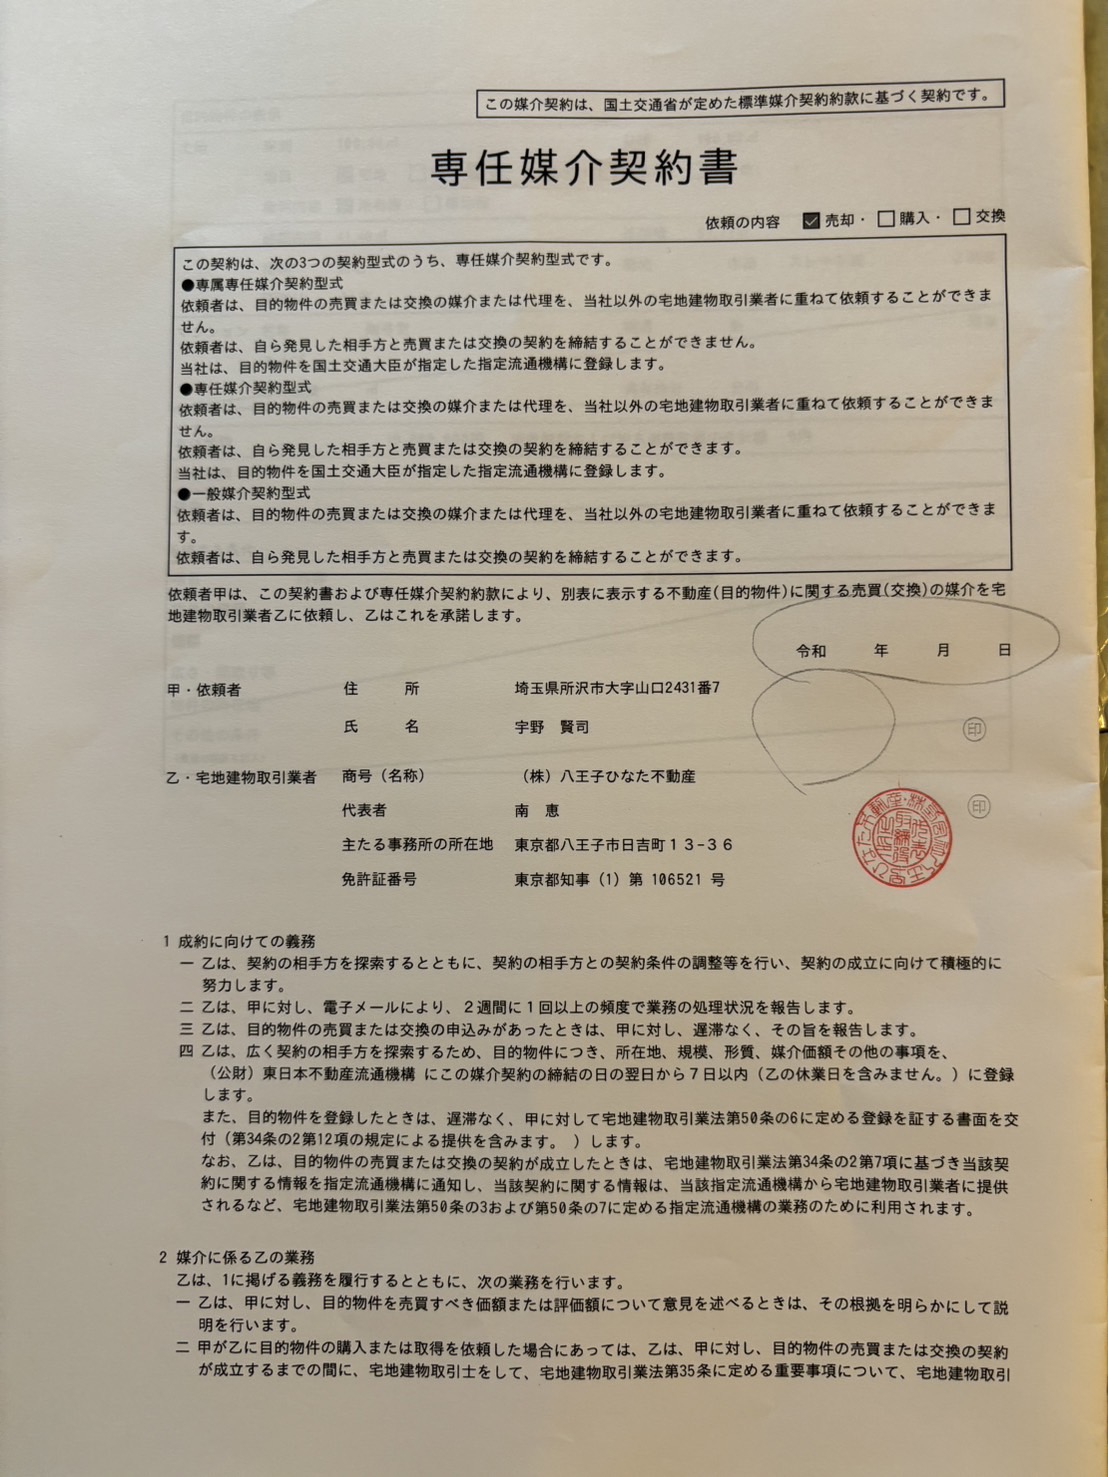 この媒介契約は、国土交通省が定めた標準媒介契約約款に基づく契約です。
専任媒介契約書
依頼の内容 ☑売却・ □購入・ □交換
この契約は、次の3つの契約型式のうち、専任媒介契約型式です。
●専属専任媒介契約型式
依頼者は、目的物件の売買または交換の媒介または代理を、当社以外の宅地建物取引業者に重ねて依頼することができま
せん。
依頼者は、自ら発見した相手方と売買または交換の契約を締結することができません。
当社は、目的物件を国土交通大臣が指定した指定流通機構に登録します。
●専任媒介契約型式
依頼者は、目的物件の売買または交換の媒介または代理を、当社以外の宅地建物取引業者に重ねて依頼することができま
せん。
依頼者は、自ら発見した相手方と売買または交換の契約を締結することができます。
当社は、目的物件を国土交通大臣が指定した指定流通機構に登録します。
●一般媒介契約型式
依頼者は、目的物件の売買または交換の媒介または代理を、当社以外の宅地建物取引業者に重ねて依頼することができま
す。
依頼者は、自ら発見した相手方と売買または交換の契約を締結することができます。
依頼者甲は、この契約書および専任媒介契約約款により、別表に表示する不動産(目的物件)に関する売買(交換)の媒介を宅
地建物取引業者乙に依頼し、乙はこれを承諾します。
令和 年 月 日
甲・依頼者 住 所 埼玉県所沢市大字山口2431番7
氏 名 宇野 賢司 ㊞
乙・宅地建物取引業者 商号（名称） （株）八王子ひなた不動産 ㊞
代表者 南 恵
主たる事務所の所在地 東京都八王子市日吉町１３−３６
免許証番号 東京都知事（1）第 106521 号
1 成約に向けての義務
一 乙は、契約の相手方を探索するとともに、契約の相手方との契約条件の調整等を行い、契約の成立に向けて積極的に
努力します。
二 乙は、甲に対し、電子メールにより、２週間に１回以上の頻度で業務の処理状況を報告します。
三 乙は、目的物件の売買または交換の申込みがあったときは、甲に対し、遅滞なく、その旨を報告します。
四 乙は、広く契約の相手方を探索するため、目的物件につき、所在地、規模、形質、媒介価額その他の事項を、
（公財）東日本不動産流通機構 にこの媒介契約の締結の日の翌日から７日以内（乙の休業日を含みません。）に登録
します。
また、目的物件を登録したときは、遅滞なく、甲に対して宅地建物取引業法第50条の6に定める登録を証する書面を交
付（第34条の2第12項の規定による提供を含みます。 ）します。
なお、乙は、目的物件の売買または交換の契約が成立したときは、宅地建物取引業法第34条の2第7項に基づき当該契
約に関する情報を指定流通機構に通知し、当該契約に関する情報は、当該指定流通機構から宅地建物取引業者に提供
されるなど、宅地建物取引業法第50条の3および第50条の7に定める指定流通機構の業務のために利用されます。
2 媒介に係る乙の業務
乙は、1に掲げる義務を履行するとともに、次の業務を行います。
一 乙は、甲に対し、目的物件を売買すべき価額または評価額について意見を述べるときは、その根拠を明らかにして説
明を行います。
二 甲が乙に目的物件の購入または取得を依頼した場合にあっては、乙は、甲に対し、目的物件の売買または交換の契約
が成立するまでの間に、宅地建物取引士をして、宅地建物取引業法第35条に定める重要事項について、宅地建物取引